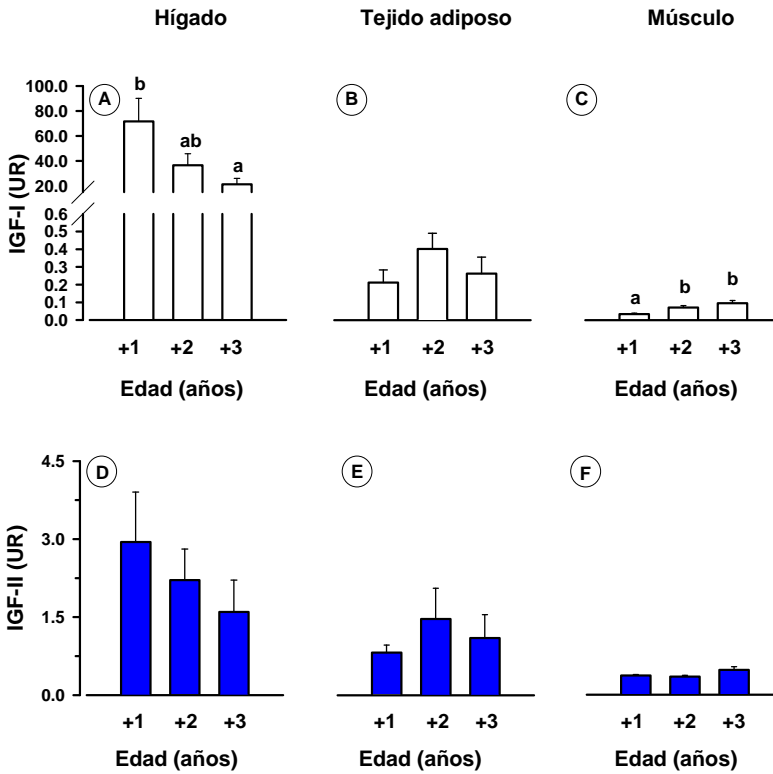 Hígado Tejido adiposo Músculo
A B C
IGF-I (UR)
100.0
80.0
60.0
40.0
20.0
0.6
0.5
0.4
0.3
0.2
0.1
0.0
b ab a
a b b
+1 +2 +3 +1 +2 +3 +1 +2 +3
Edad (años) Edad (años) Edad (años)
D E F
IGF-II (UR)
4.5
3.0
1.5
0.0
+1 +2 +3 +1 +2 +3 +1 +2 +3
Edad (años) Edad (años) Edad (años)